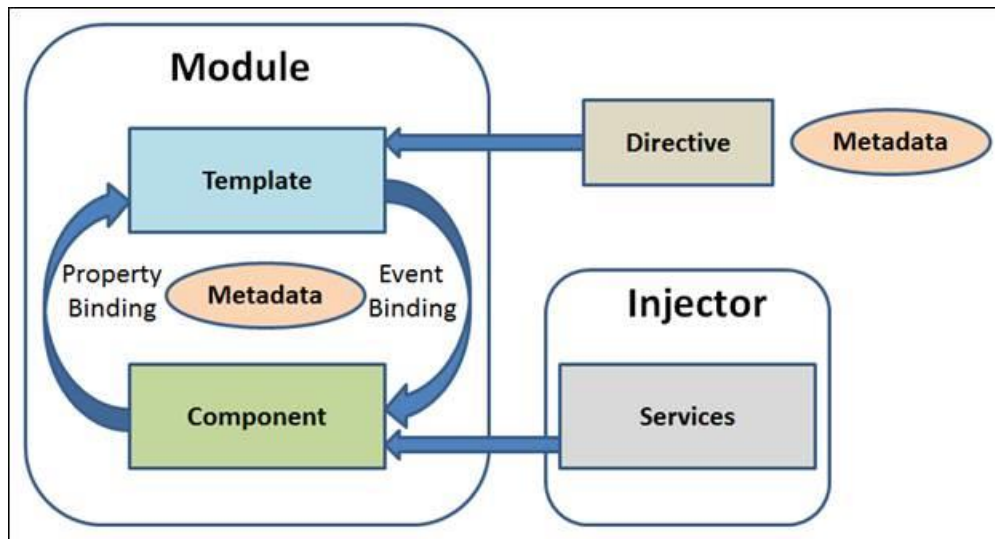 Module
Template
Directive
Metadata
Property
Binding
Metadata
Event
Binding
Injector
Component
Services